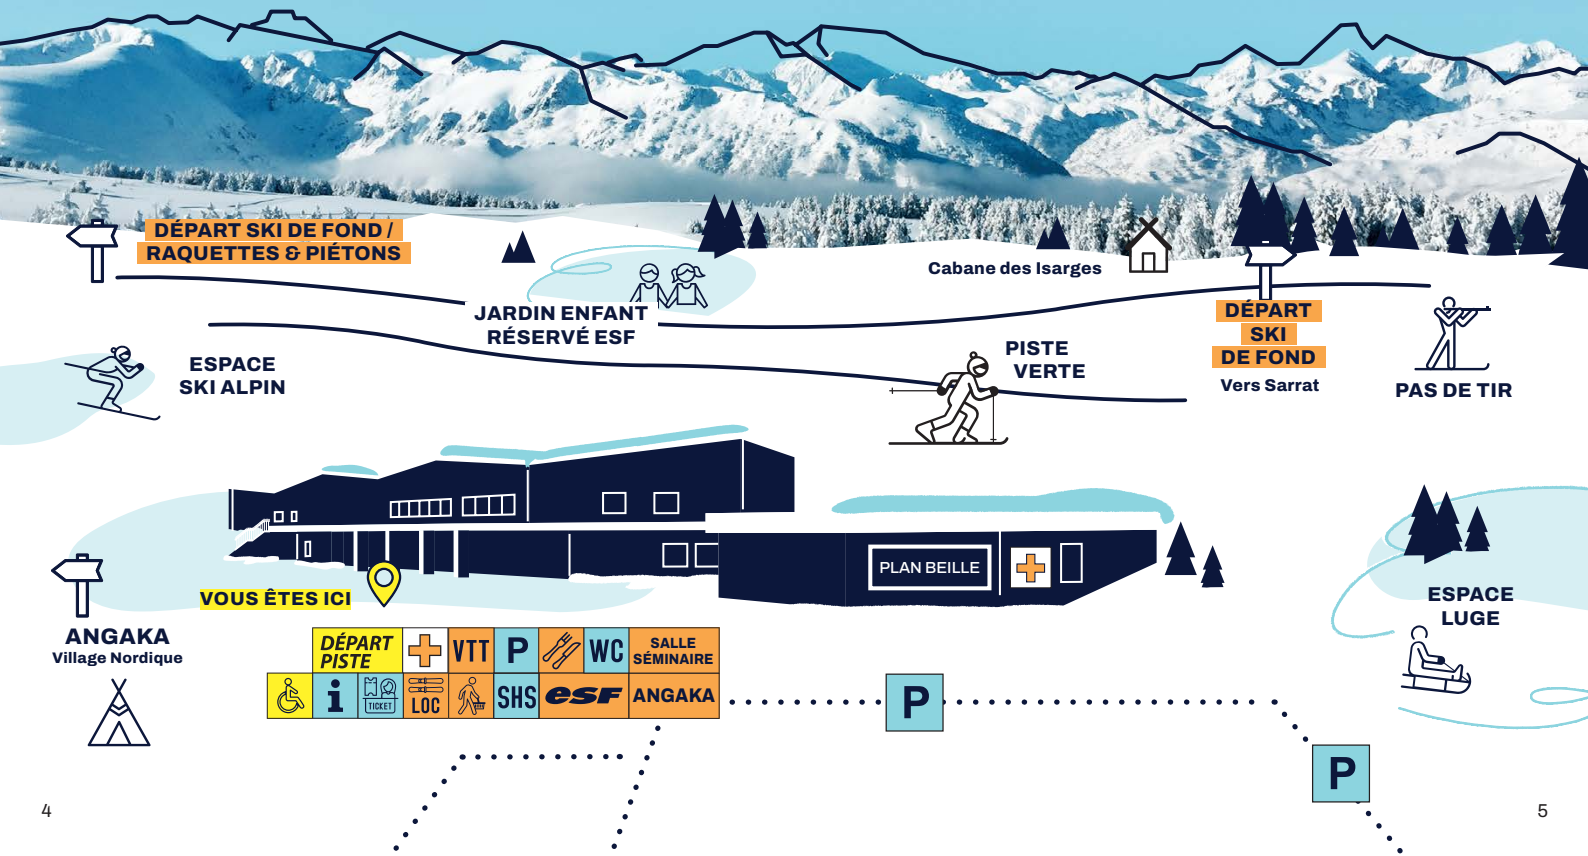 DÉPART SKI DE FOND /
RAQUETTES & PIÉTONS
Cabane des Isarges
JARDIN ENFANT
RÉSERVÉ ESF
DÉPART
SKI
DE FOND
Vers Sarrat
PISTE
VERTE
ESPACE
SKI ALPIN
PAS DE TIR
PLAN BEILLE
VOUS ÊTES ICI
ESPACE
LUGE
ANGAKA
Village Nordique
DÉPART
PISTE
VTT
P
WC
SALLE
SÉMINAIRE
i
TICKET
LOC
SHS
esf
ANGAKA
P
P
4
5